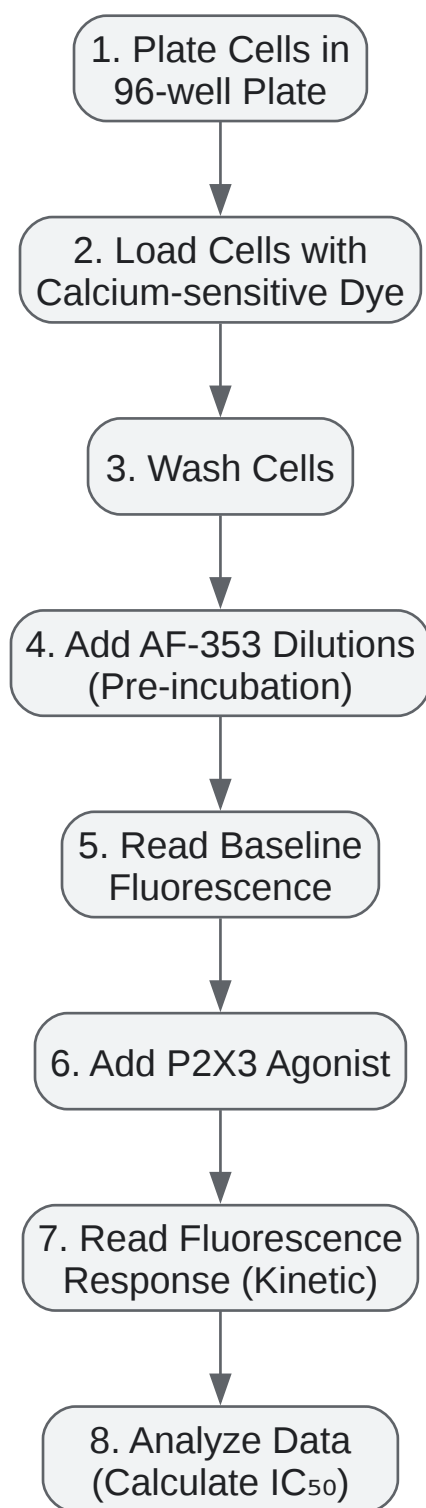 1. Plate Cells in
96-well Plate
2. Load Cells with
Calcium-sensitive Dye
3. Wash Cells
4. Add AF-353 Dilutions
(Pre-incubation)
5. Read Baseline
Fluorescence
6. Add P2X3 Agonist
7. Read Fluorescence
Response (Kinetic)
8. Analyze Data
(Calculate IC₅₀)